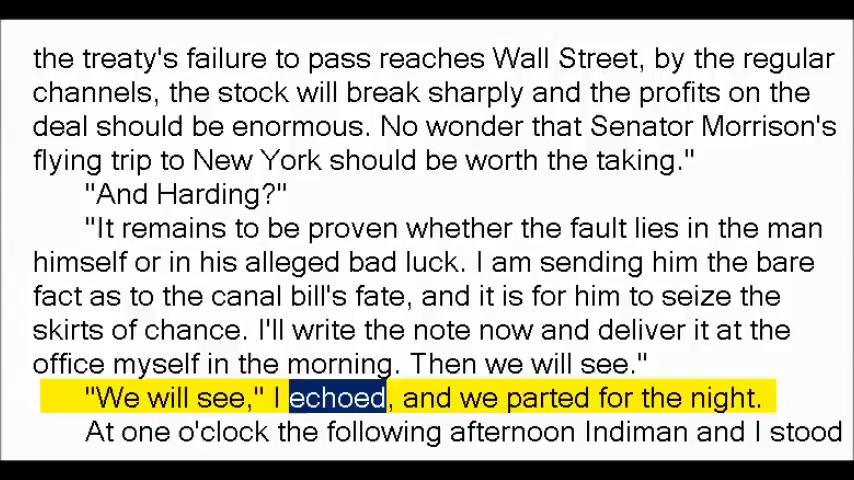 the treaty's failure to pass reaches Wall Street, by the regular
channels, the stock will break sharply and the profits on the
deal should be enormous. No wonder that Senator Morrison's
flying trip to New York should be worth the taking."
"And Harding?"
"It remains to be proven whether the fault lies in the man
himself or in his alleged bad luck. I am sending him the bare
fact as to the canal bill's fate, and it is for him to seize the
skirts of chance. I'll write the note now and deliver it at the
office myself in the morning. Then we will see."
"We will see," I echoed, and we parted for the night.
At one o'clock the following afternoon Indiman and I stood